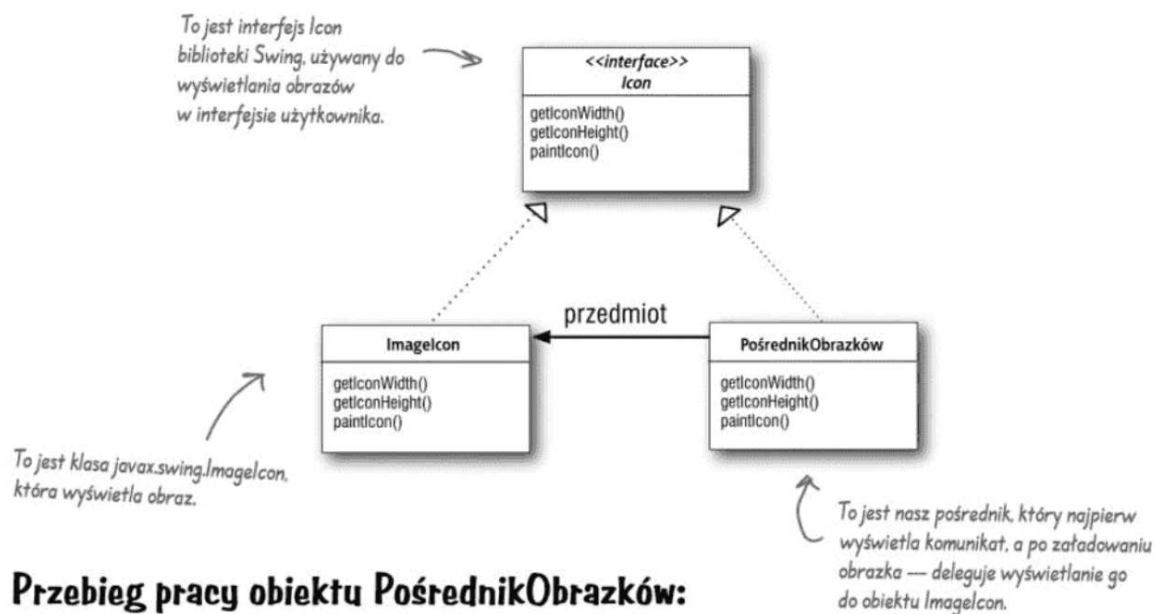 To jest interfejs Icon
biblioteki Swing, używany do
wyświetlania obrazów
w interfejsie użytkownika.
<<interface>>
Icon
getIconWidth()
getIconHeight()
paintIcon()
przedmiot
ImageIcon
getIconWidth()
getIconHeight()
paintIcon()
PośrednikObrazków
getIconWidth()
getIconHeight()
paintIcon()
To jest klasa javax.swing.ImageIcon,
która wyświetla obraz.
To jest nasz pośrednik, który najpierw
wyświetla komunikat, a po załadowaniu
obrazka — deleguje wyświetlanie go
do obiektu ImageIcon.
Przebieg pracy obiektu PośrednikObrazków: